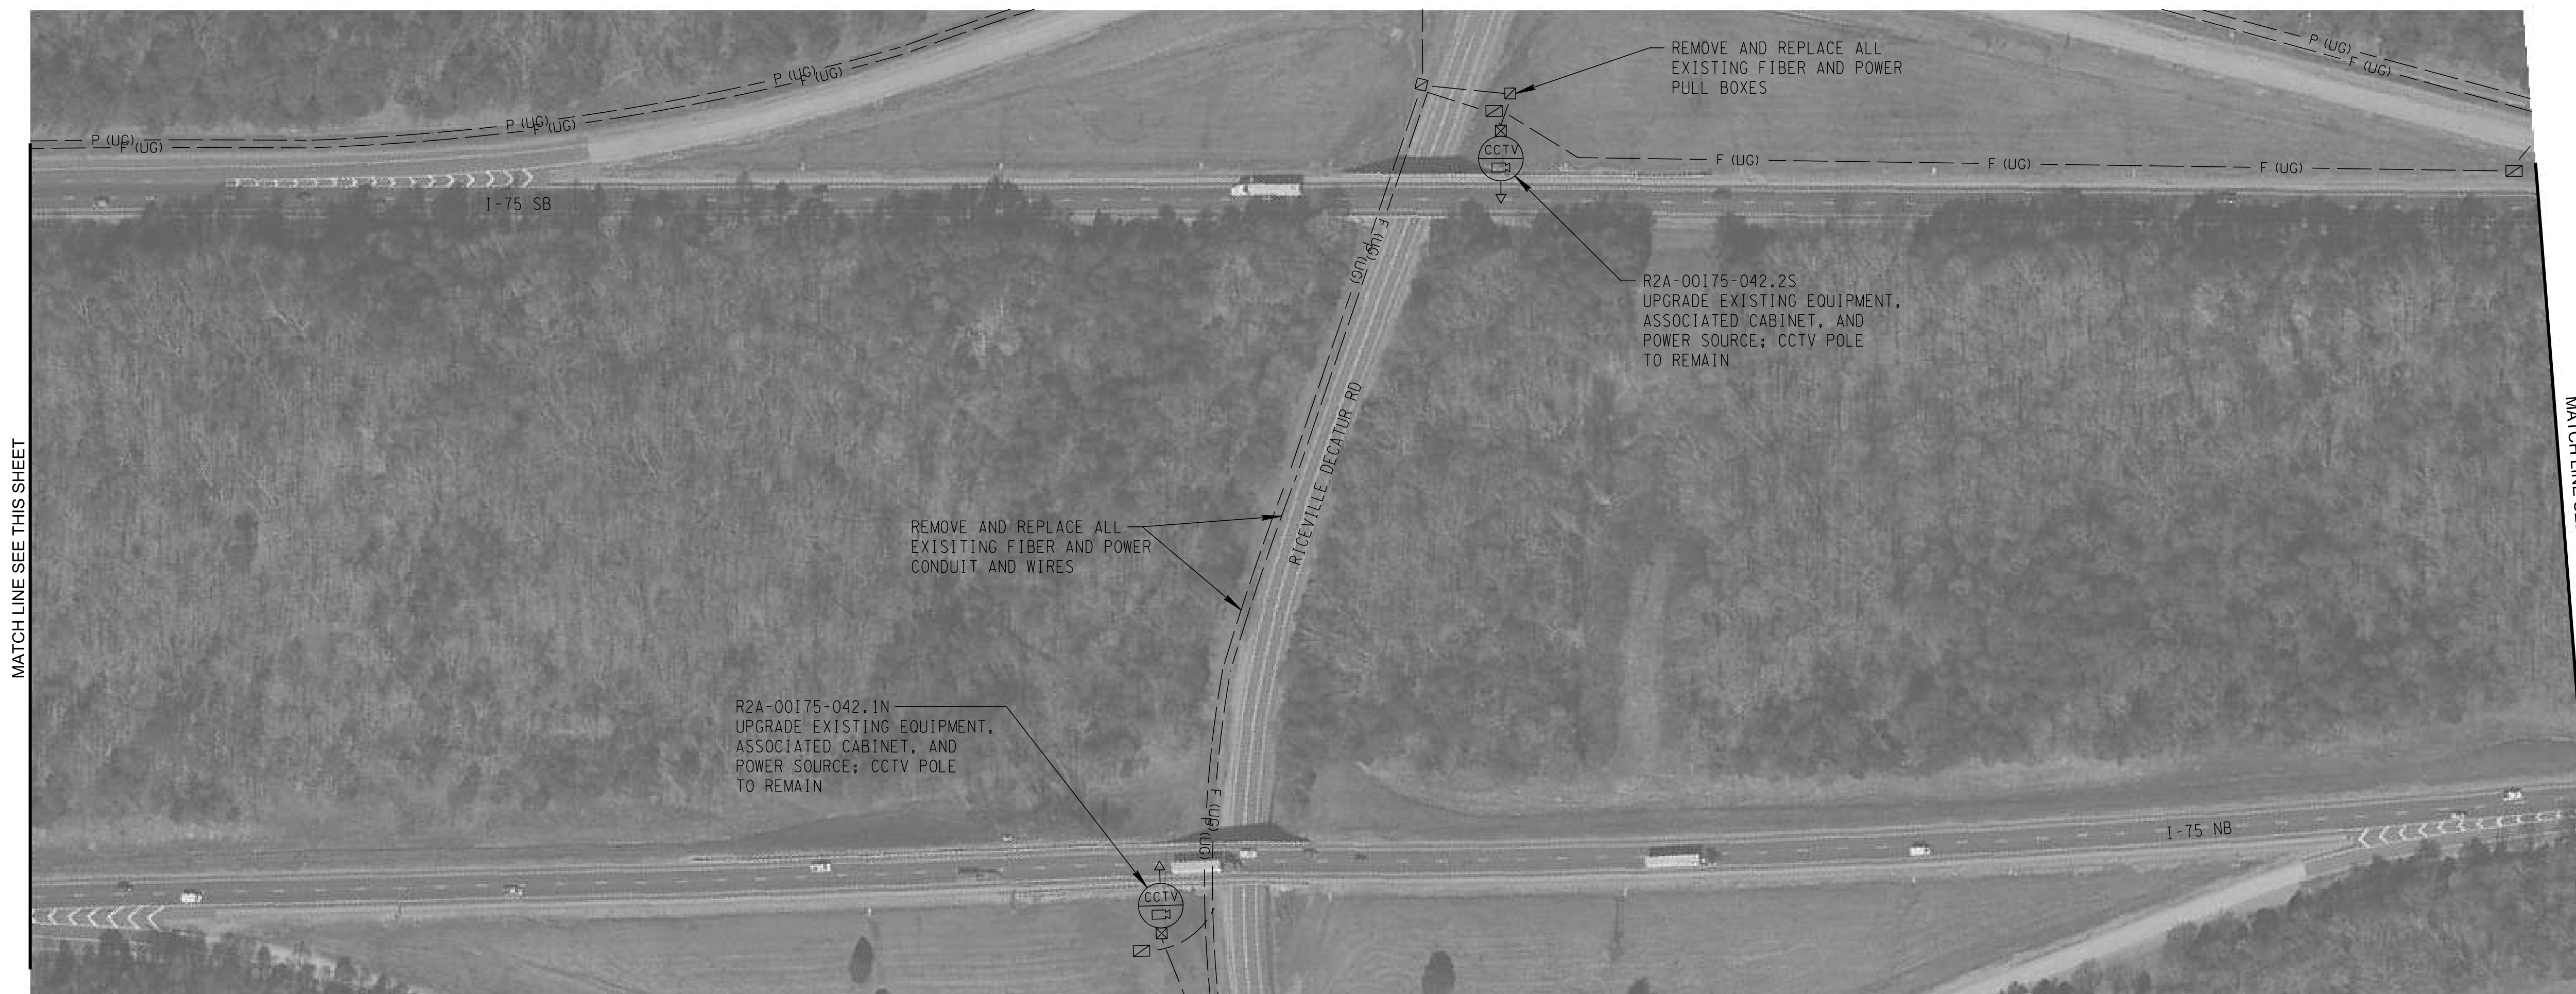 REMOVE AND REPLACE ALL
EXISTING FIBER AND POWER
PULL BOXES
P (UG)
F (UG)
P (UG)
F (UG)
P (UG)
F (UG)
P (UG)
F (UG)
CCTV
F (UG)
F (UG)
F (UG)
I-75 SB
F (UG)
P (UG)
R2A-00I75-042.2S
UPGRADE EXISTING EQUIPMENT,
ASSOCIATED CABINET, AND
POWER SOURCE; CCTV POLE
TO REMAIN
RICEVILLE DECATUR RD
MATCH LINE SEE THIS SHEET
MATCH LINE
REMOVE AND REPLACE ALL
EXISITING FIBER AND POWER
CONDUIT AND WIRES
R2A-00I75-042.1N
UPGRADE EXISTING EQUIPMENT,
ASSOCIATED CABINET, AND
POWER SOURCE; CCTV POLE
TO REMAIN
F (UG)
P (UG)
I-75 NB
CCTV